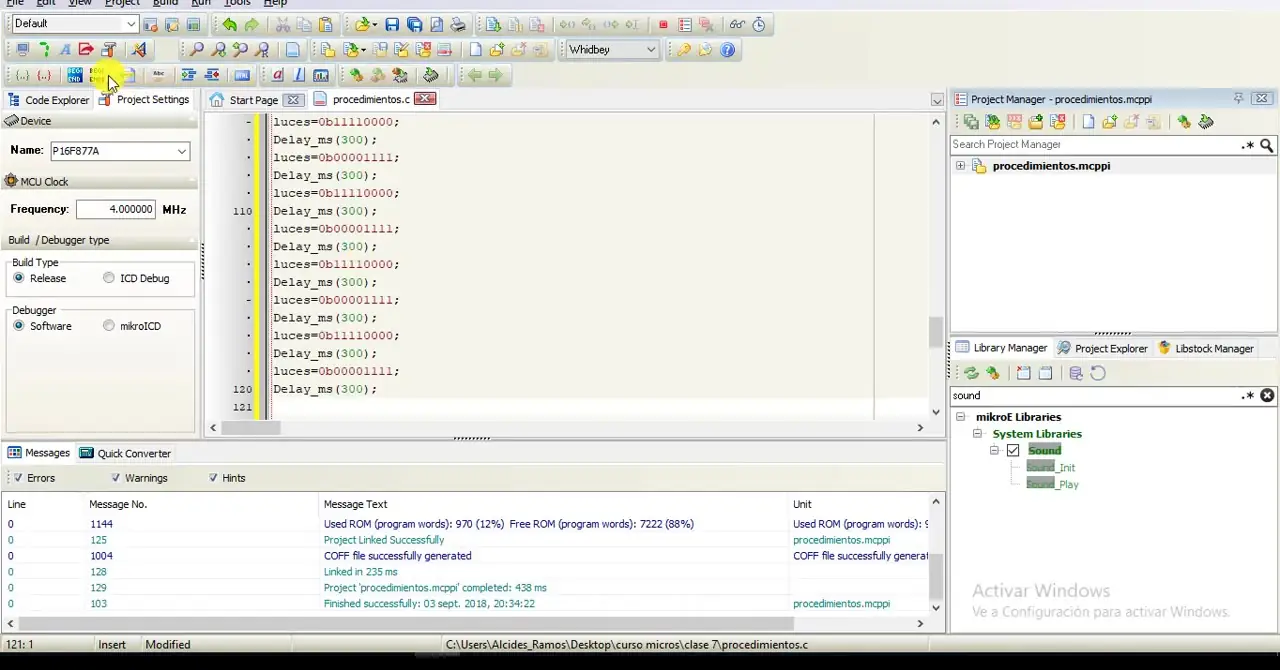 File Edit View Project Build Run Tools Help
Default
Whidbey
Code Explorer Project Settings
Start Page procedimientos.c
Project Manager - procedimientos.mcppi
Device
Name: P16F877A
MCU Clock
Frequency: 4.000000 MHz
Build / Debugger type
Build Type
Release ICD Debug
Debugger
Software mikroICD
luces=0b11110000;
Delay_ms(300);
luces=0b00001111;
Delay_ms(300);
luces=0b11110000;
110 Delay_ms(300);
luces=0b00001111;
Delay_ms(300);
luces=0b11110000;
Delay_ms(300);
luces=0b00001111;
Delay_ms(300);
luces=0b11110000;
Delay_ms(300);
luces=0b00001111;
120 Delay_ms(300);
121
Search Project Manager
procedimientos.mcppi
Library Manager Project Explorer Libstock Manager
sound
mikroE Libraries
System Libraries
Sound
Sound_Init
Sound_Play
Messages Quick Converter
Errors Warnings Hints
Line Message No. Message Text Unit
0 1144 Used ROM (program words): 970 (12%) Free ROM (program words): 7222 (88%) Used ROM (program words): 9
0 125 Project Linked Successfully procedimientos.mcppi
0 1004 COFF file successfully generated COFF file successfully generat
0 128 Linked in 235 ms
0 129 Project 'procedimientos.mcppi' completed: 438 ms
0 103 Finished successfully: 03 sept. 2018, 20:34:22 procedimientos.mcppi
Activar Windows
Ve a Configuración para activar Windows.
121: 1 Insert Modified C:\Users\Alcides_Ramos\Desktop\curso micros\clase 7\procedimientos.c